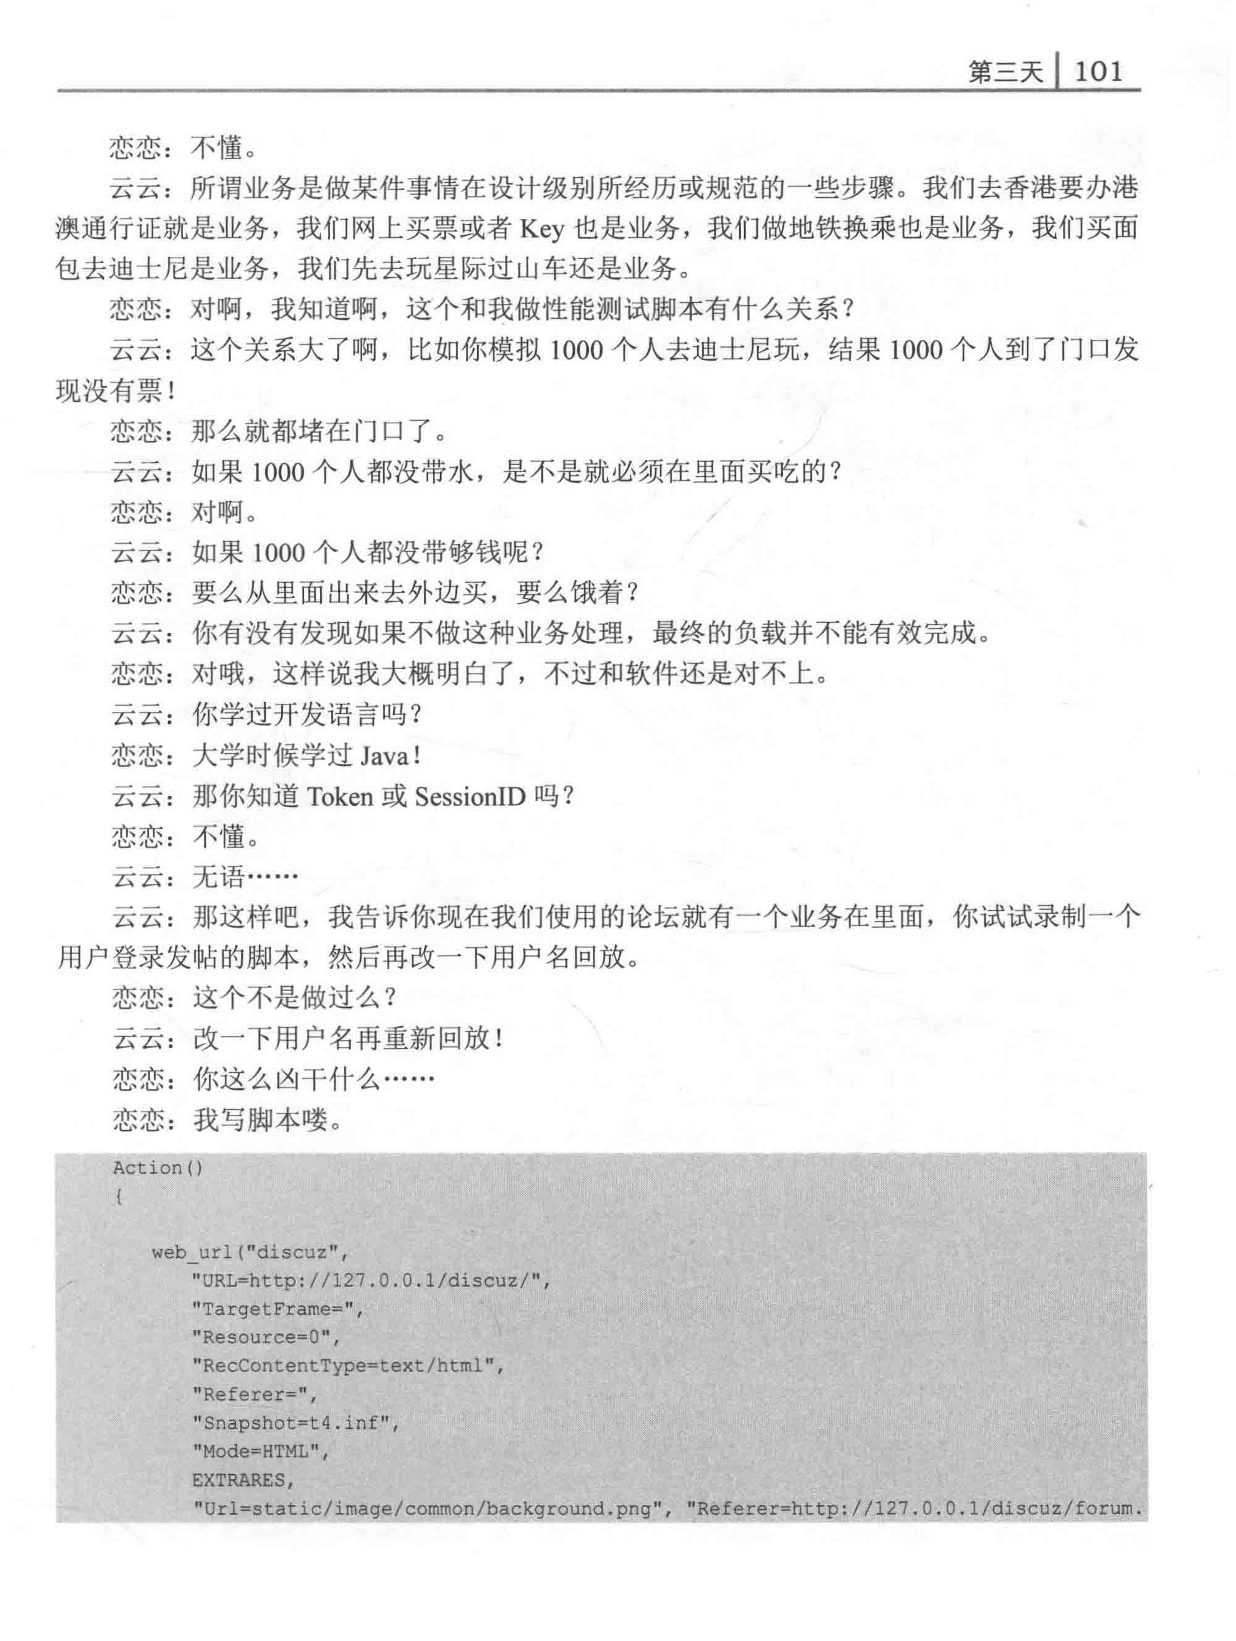 第三天 101
恋恋：不懂。
云云：所谓业务是做某件事情在设计级别所经历或规范的一些步骤。我们去香港要办港
澳通行证就是业务，我们网上买票或者 Key 也是业务，我们做地铁换乘也是业务，我们买面
包去迪士尼是业务，我们先去玩星际过山车还是业务。
恋恋：对啊，我知道啊，这个和我做性能测试脚本有什么关系？
云云：这个关系大了啊，比如你模拟 1000 个人去迪士尼玩，结果 1000 个人到了门口发
现没有票！
恋恋：那么就都堵在门口了。
云云：如果 1000 个人都没带水，是不是就必须在里面买吃的？
恋恋：对啊。
云云：如果 1000 个人都没带够钱呢？
恋恋：要么从里面出来去外边买，要么饿着？
云云：你有没有发现如果不做这种业务处理，最终的负载并不能有效完成。
恋恋：对哦，这样说我大概明白了，不过和软件还是对不上。
云云：你学过开发语言吗？
恋恋：大学时候学过 Java！
云云：那你知道 Token 或 SessionID 吗？
恋恋：不懂。
云云：无语……
云云：那这样吧，我告诉你现在我们使用的论坛就有一个业务在里面，你试试录制一个
用户登录发帖的脚本，然后再改一下用户名回放。
恋恋：这个不是做过么？
云云：改一下用户名再重新回放！
恋恋：你这么凶干什么……
恋恋：我写脚本喽。
Action()
{
web_url("discuz",
"URL=http://127.0.0.1/discuz/",
"TargetFrame=",
"Resource=0",
"RecContentType=text/html",
"Referer=",
"Snapshot=t4.inf",
"Mode=HTML",
EXTRARES,
"Url=static/image/common/background.png", "Referer=http://127.0.0.1/discuz/forum.